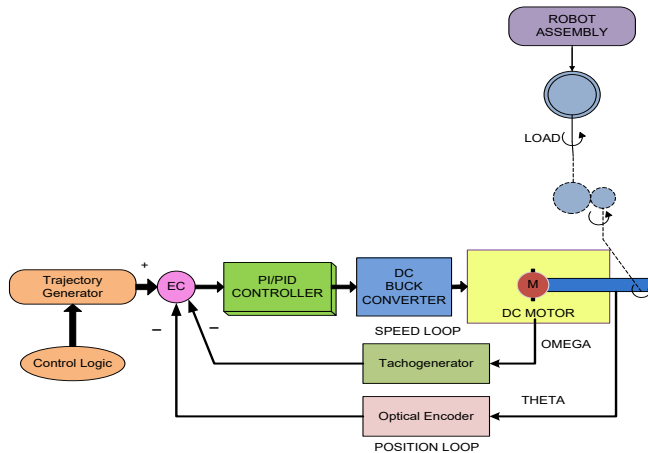 ROBOT
ASSEMBLY
LOAD
Trajectory
Generator
+
EC
PI/PID
CONTROLLER
DC
BUCK
CONVERTER
M
DC MOTOR
–
–
SPEED LOOP
OMEGA
Control Logic
Tachogenerator
THETA
Optical Encoder
POSITION LOOP